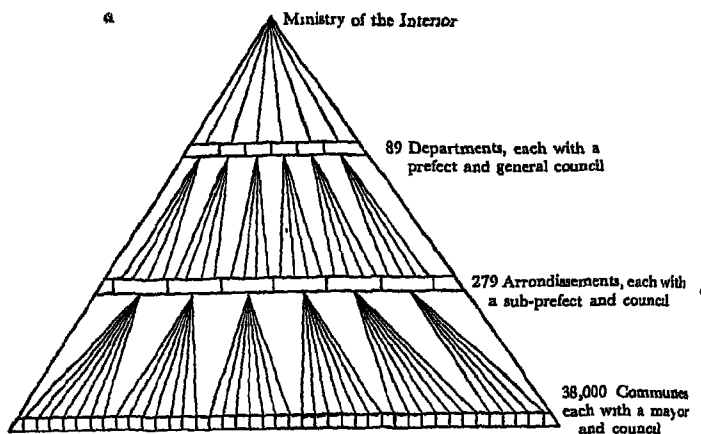 a
Ministry of the Interior
89 Departments, each with a
prefect and general council
279 Arrondissements, each with
a sub-prefect and council
38,000 Communes
each with a mayor
and council